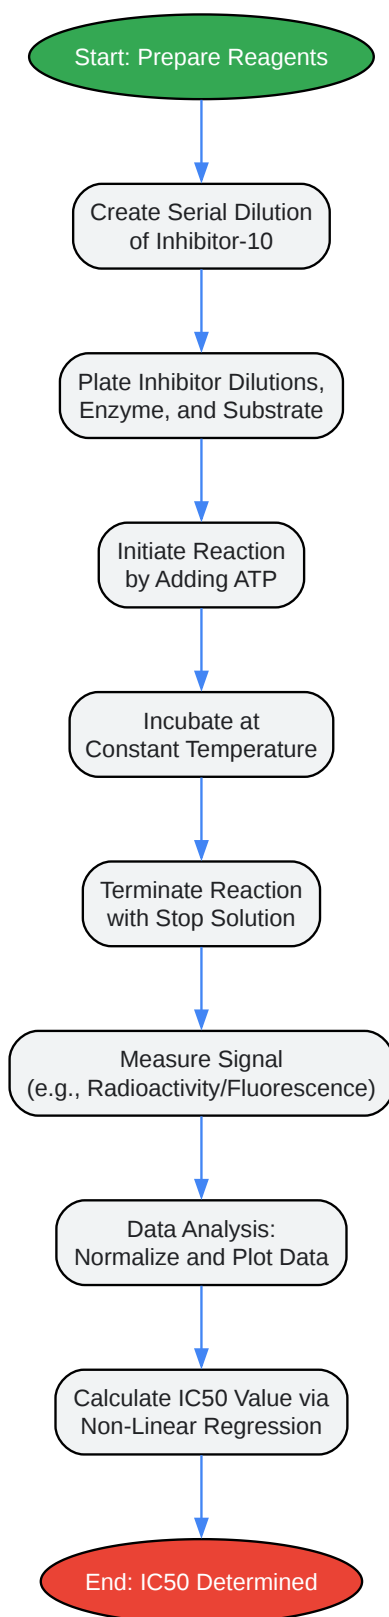 Start: Prepare Reagents
Create Serial Dilution
of Inhibitor-10
Plate Inhibitor Dilutions,
Enzyme, and Substrate
Initiate Reaction
by Adding ATP
Incubate at
Constant Temperature
Terminate Reaction
with Stop Solution
Measure Signal
(e.g., Radioactivity/Fluorescence)
Data Analysis:
Normalize and Plot Data
Calculate IC50 Value via
Non-Linear Regression
End: IC50 Determined